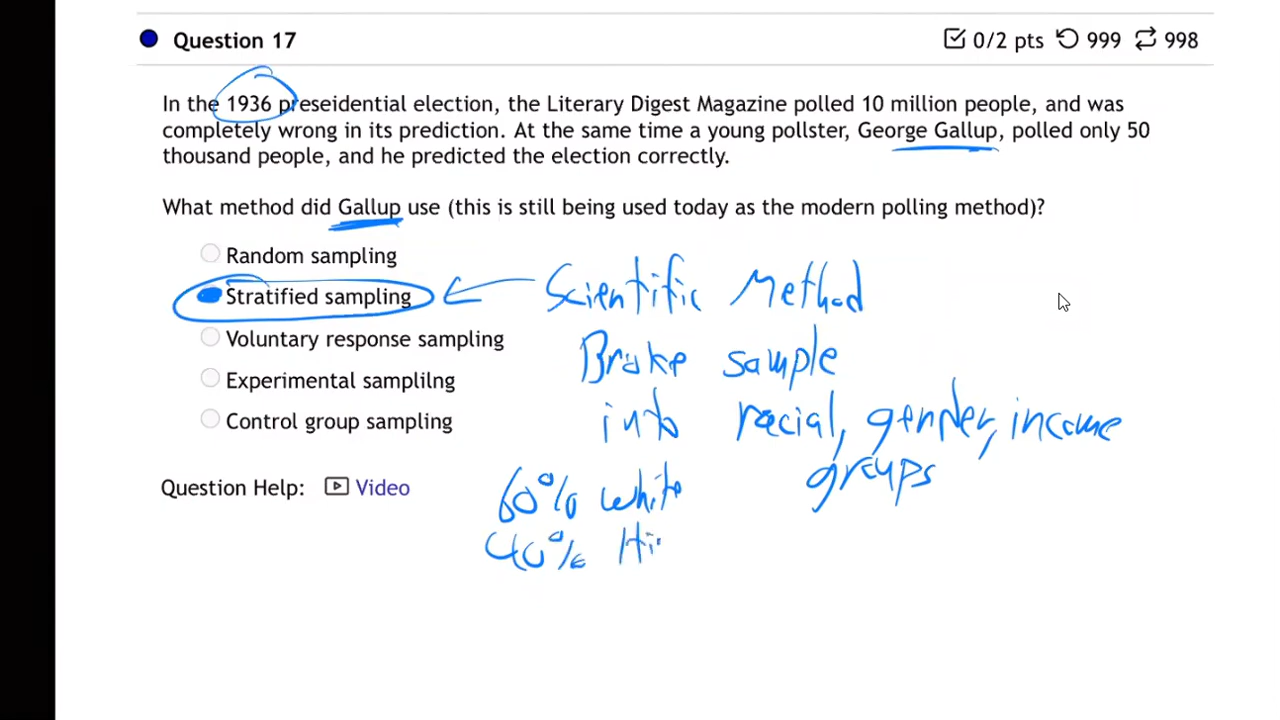 Question 17
0/2 pts 999 998
In the 1936 preseidential election, the Literary Digest Magazine polled 10 million people, and was
completely wrong in its prediction. At the same time a young pollster, George Gallup, polled only 50
thousand people, and he predicted the election correctly.
What method did Gallup use (this is still being used today as the modern polling method)?
Random sampling
Stratified sampling
Voluntary response sampling
Experimental samplilng
Control group sampling
Question Help: Video
Scientific Method
Brake sample
into racial, gender, income
groups
60% white
40% Hi